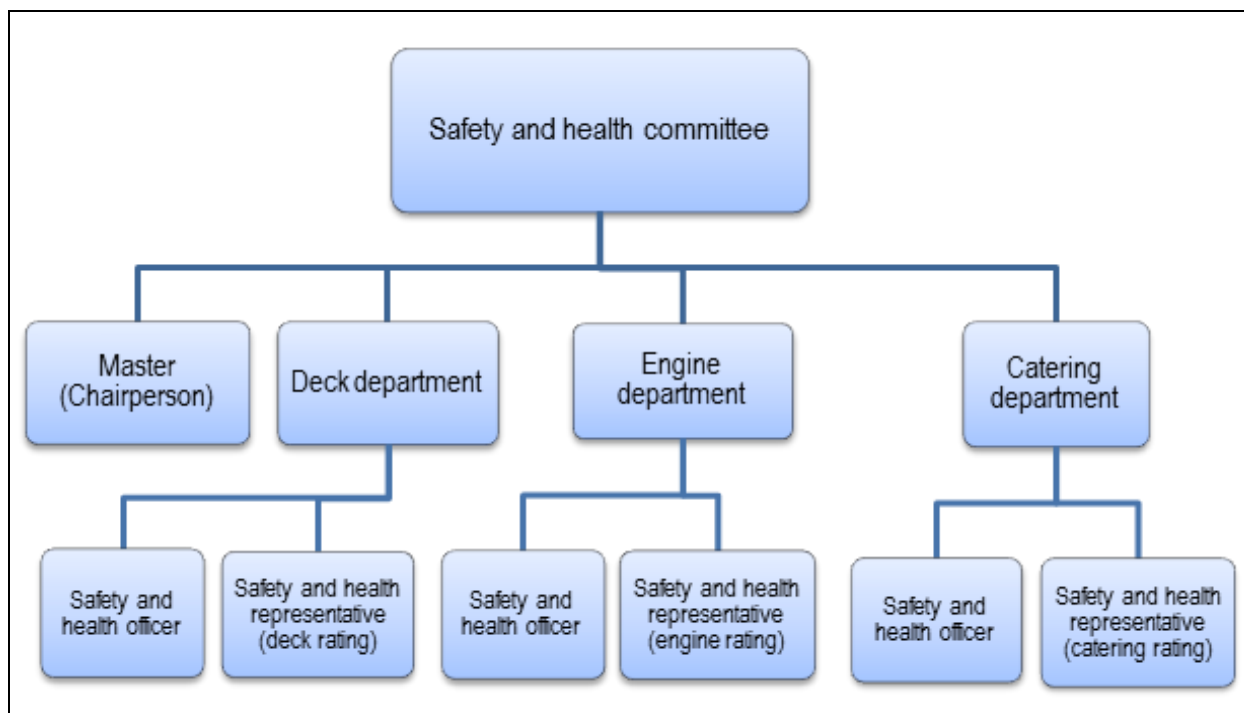 Safety and health committee
Master
(Chairperson)
Deck department
Engine
department
Catering
department
Safety and
health officer
Safety and health
representative
(deck rating)
Safety and
health officer
Safety and health
representative
(engine rating)
Safety and
health officer
Safety and health
representative
(catering rating)